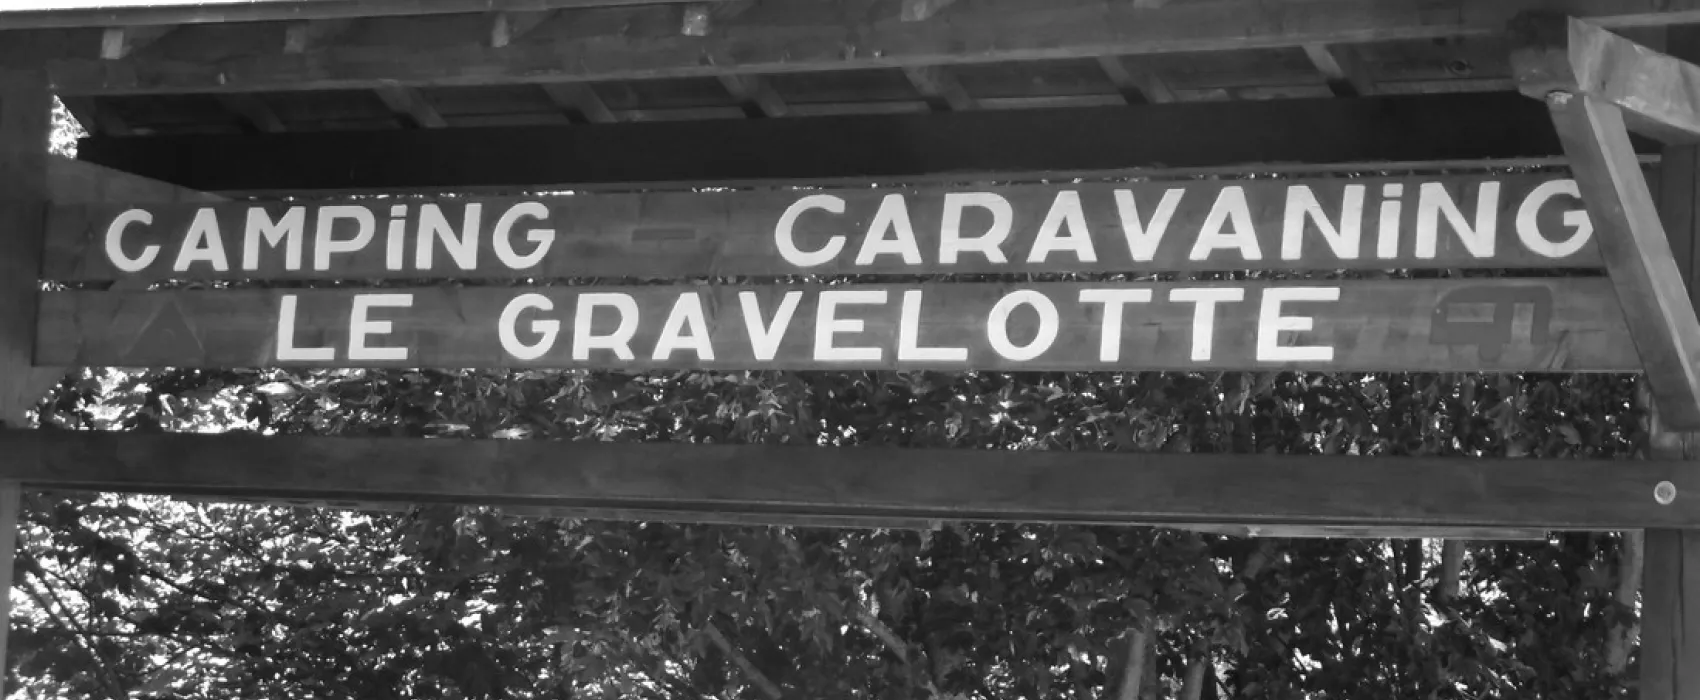 CAMPiNG - CARAVANiNG
LE GRAVELOTTE